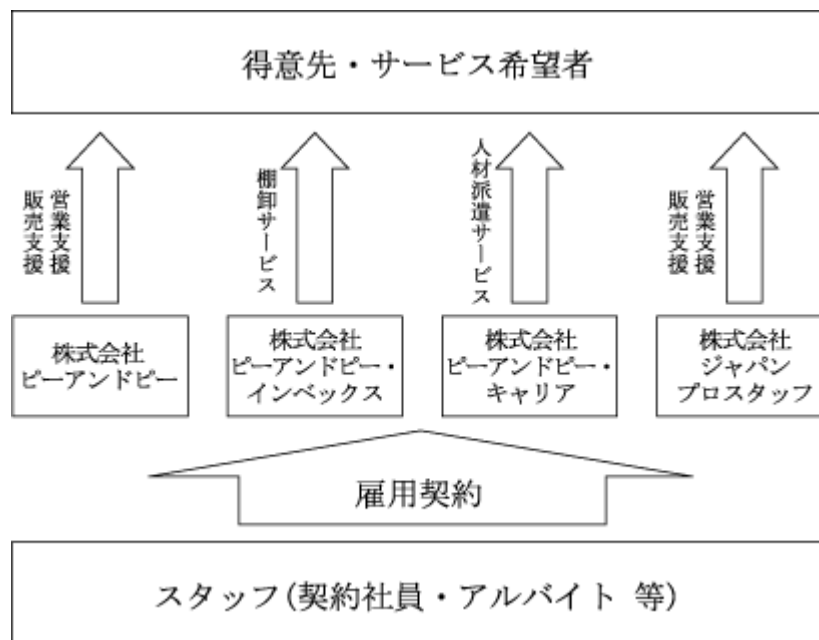 得意先・サービス希望者
営業支援
販売支援
棚卸サービス
人材派遣サービス
営業支援
販売支援
株式会社
ピーアンドピー
株式会社
ピーアンドピー・
インベックス
株式会社
ピーアンドピー・
キャリア
株式会社
ジャパン
プロスタッフ
雇用契約
スタッフ(契約社員・アルバイト 等)